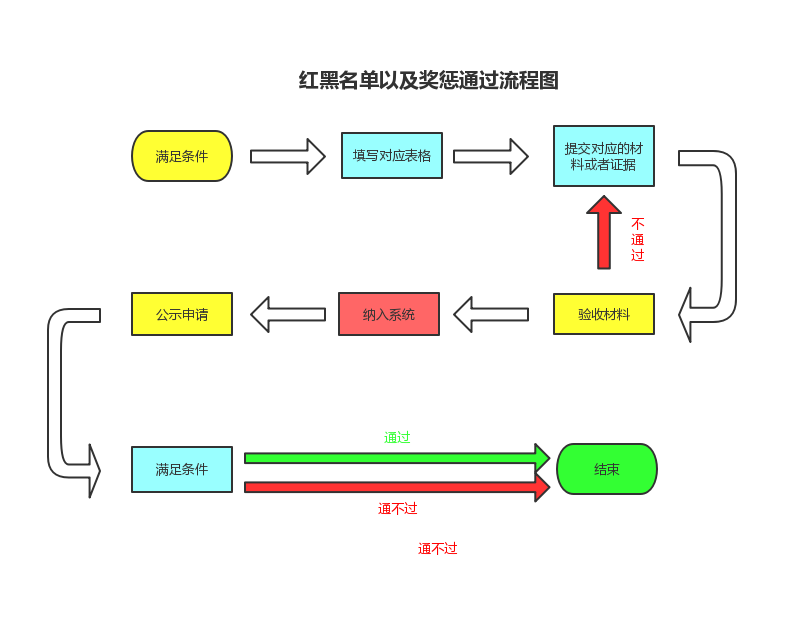 红黑名单以及奖惩通过流程图
满足条件
填写对应表格
提交对应的材
料或者证据
不
通
过
公示申请
纳入系统
验收材料
通过
满足条件
结束
通不过
通不过